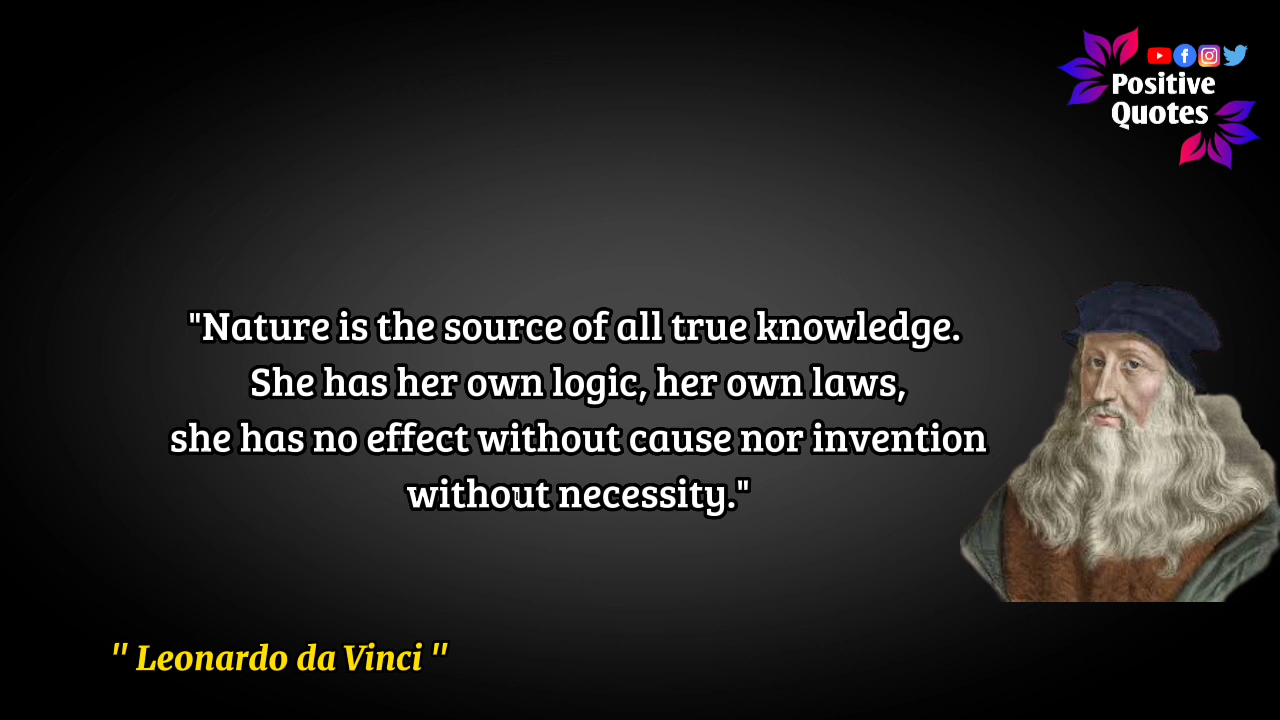 Positive
Quotes
"Nature is the source of all true knowledge.
She has her own logic, her own laws,
she has no effect without cause nor invention
without necessity."
" Leonardo da Vinci "